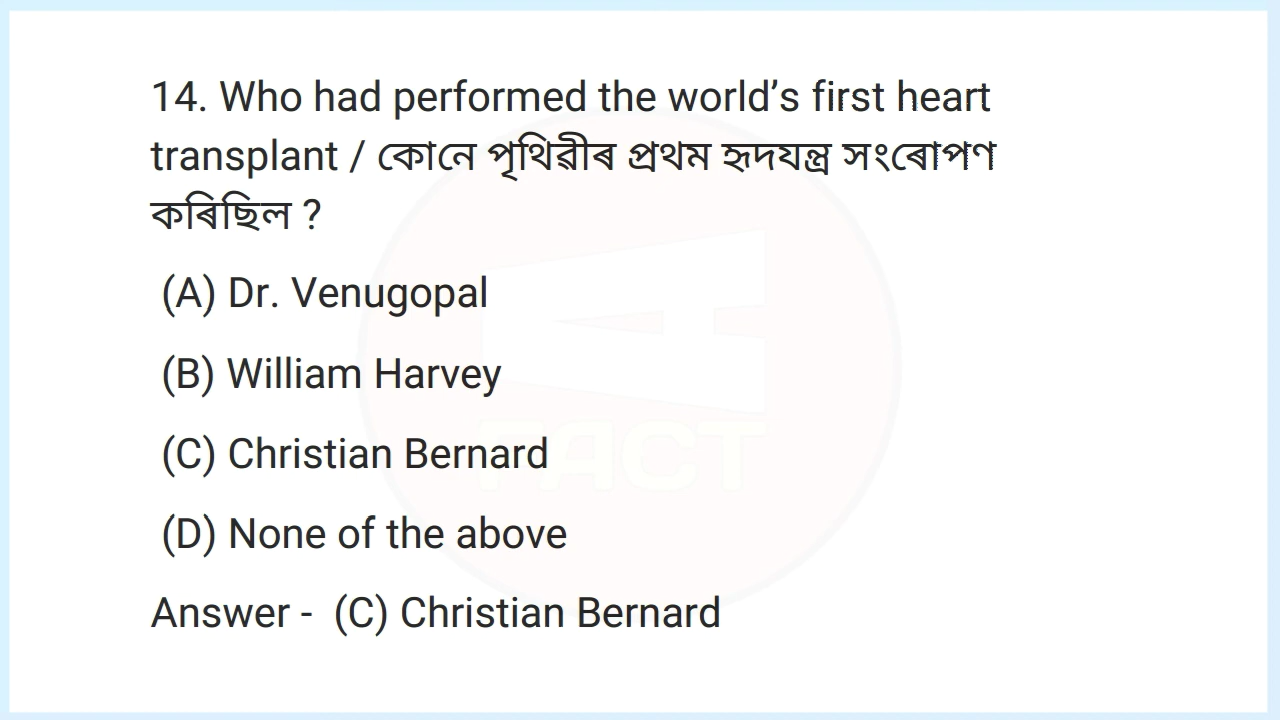 14. Who had performed the world’s first heart
transplant / কোনে পৃথিৱীৰ প্ৰথম হৃদযন্ত্ৰ সংৰোপণ
কৰিছিল ?
(A) Dr. Venugopal
(B) William Harvey
(C) Christian Bernard
(D) None of the above
Answer - (C) Christian Bernard
FACT